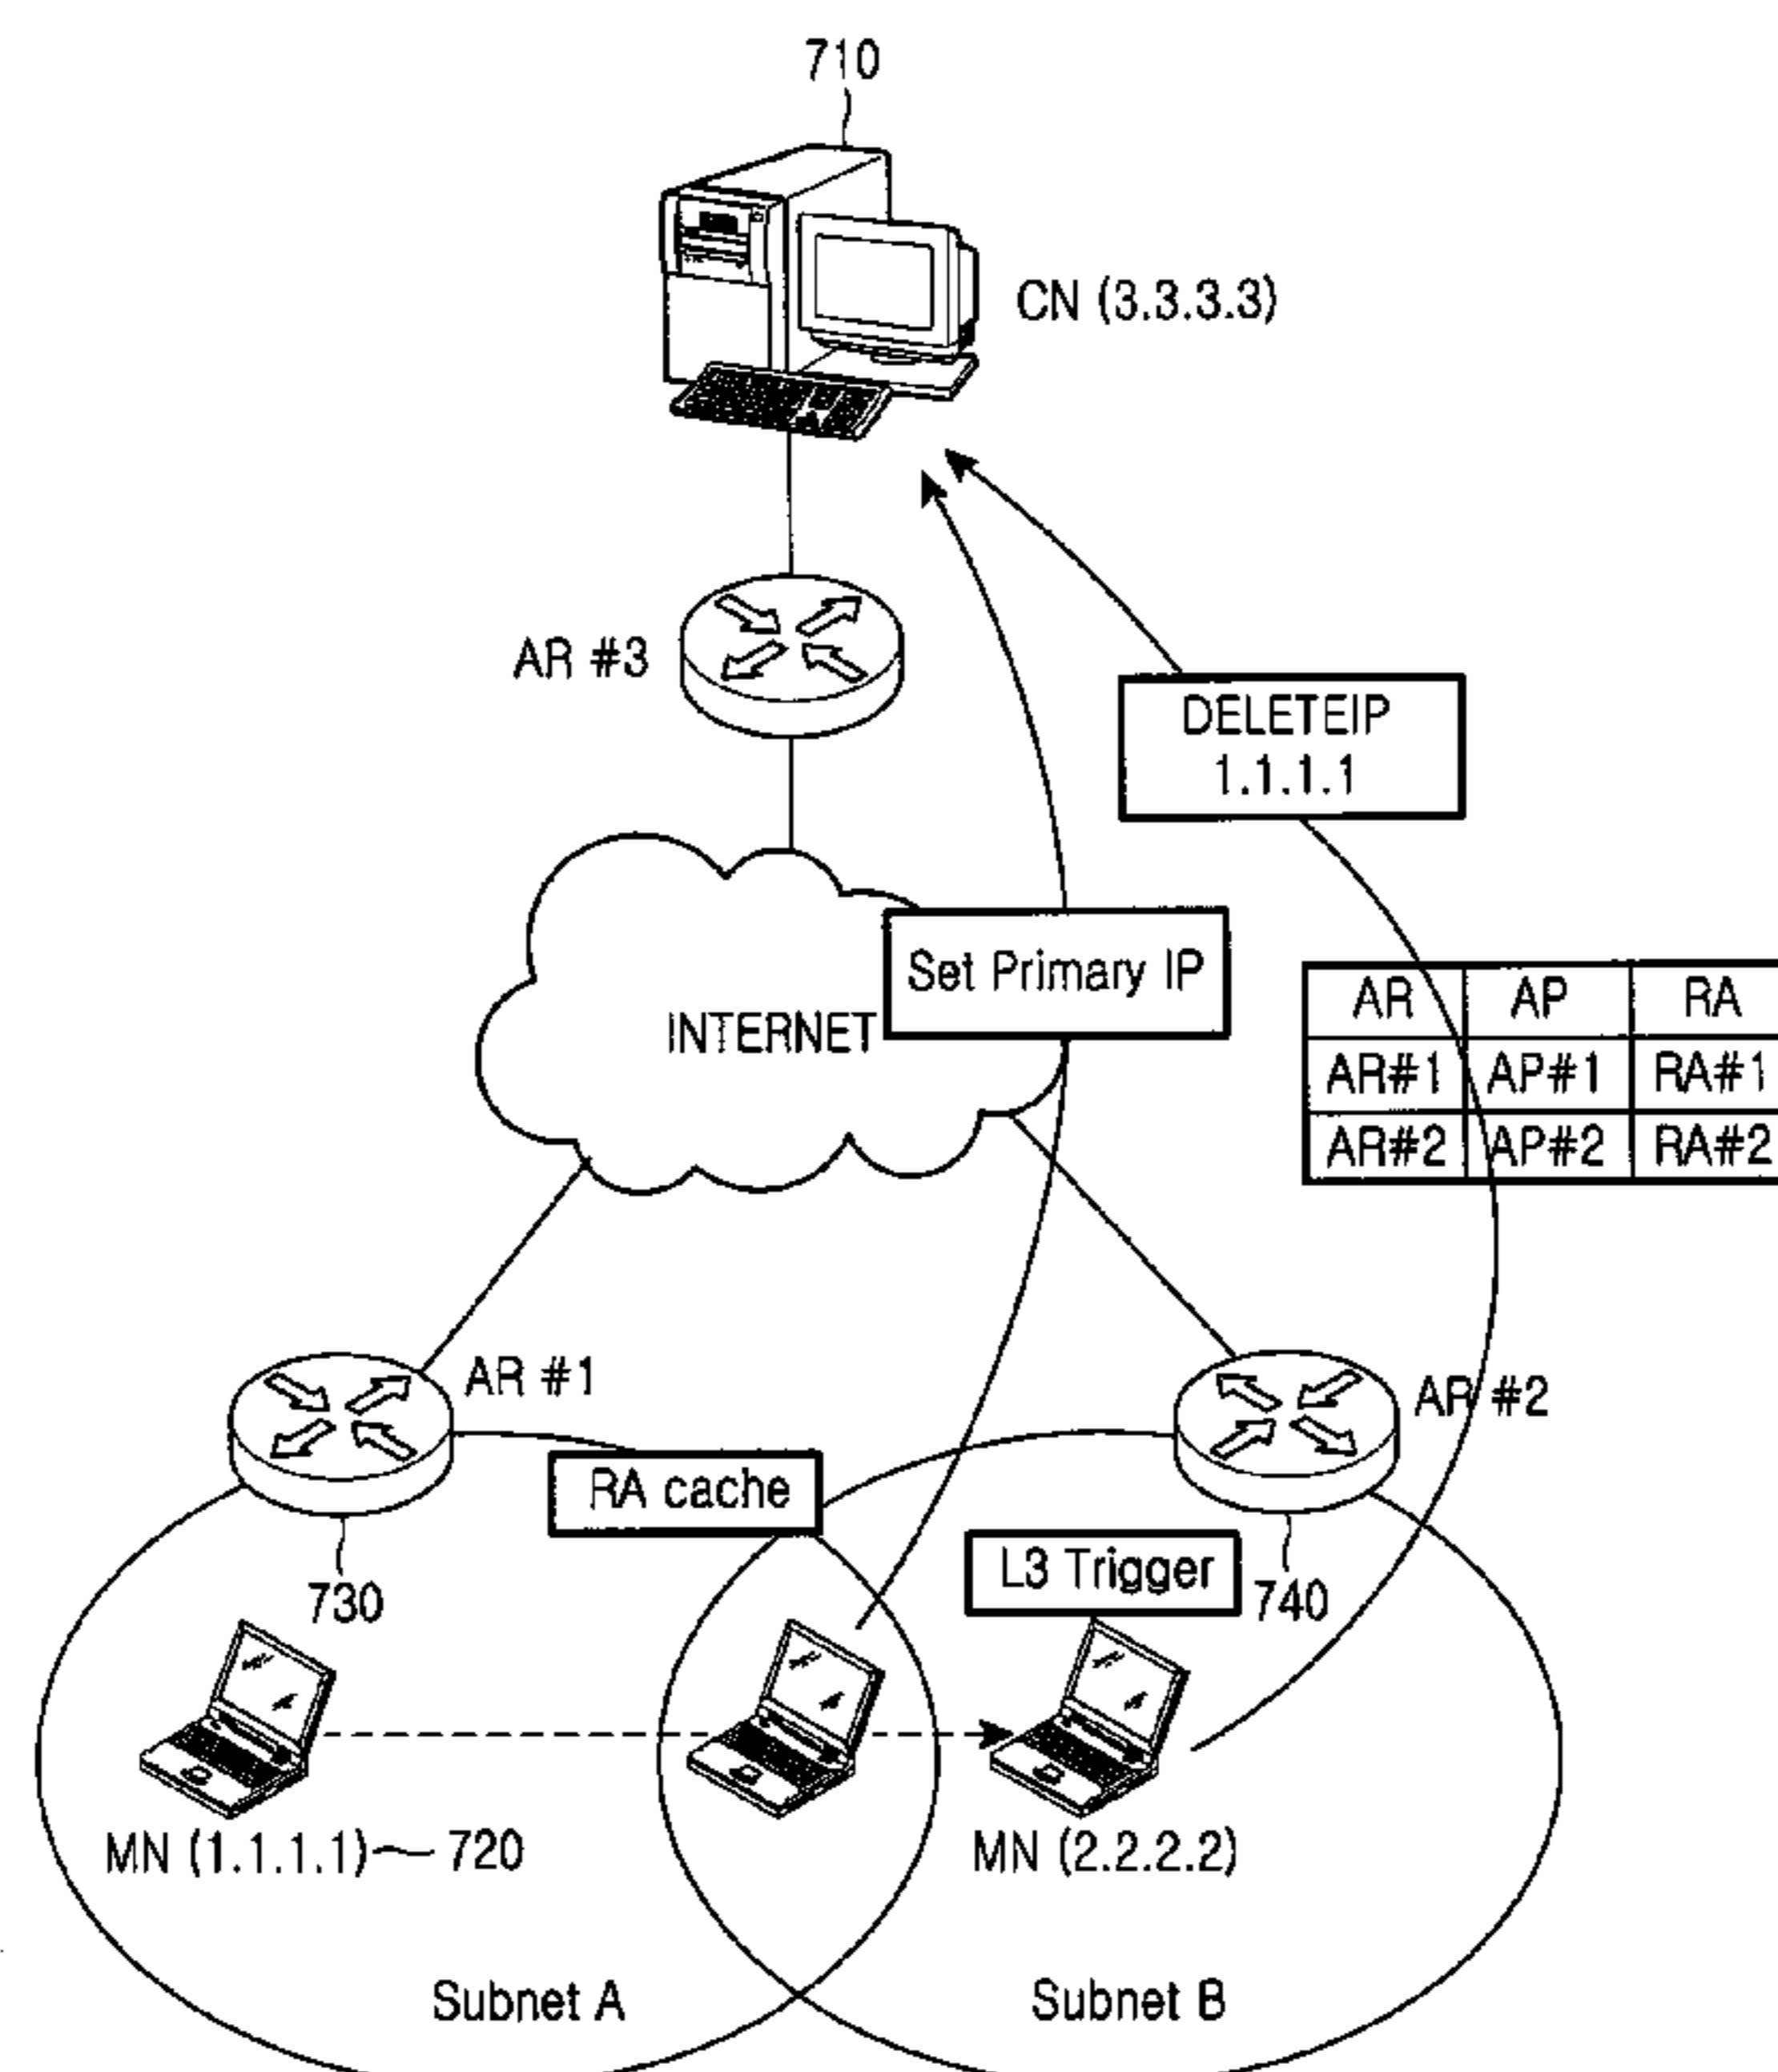 710
CN (3.3.3.3)
AR #3
DELETEIP
1.1.1.1
Set Primary IP
INTERNET
AR AP RA
AR#1 AP#1 RA#1
AR#2 AP#2 RA#2
AR #1
AR #2
RA cache
L3 Trigger
730
740
MN (1.1.1.1) 720
MN (2.2.2.2)
Subnet A
Subnet B